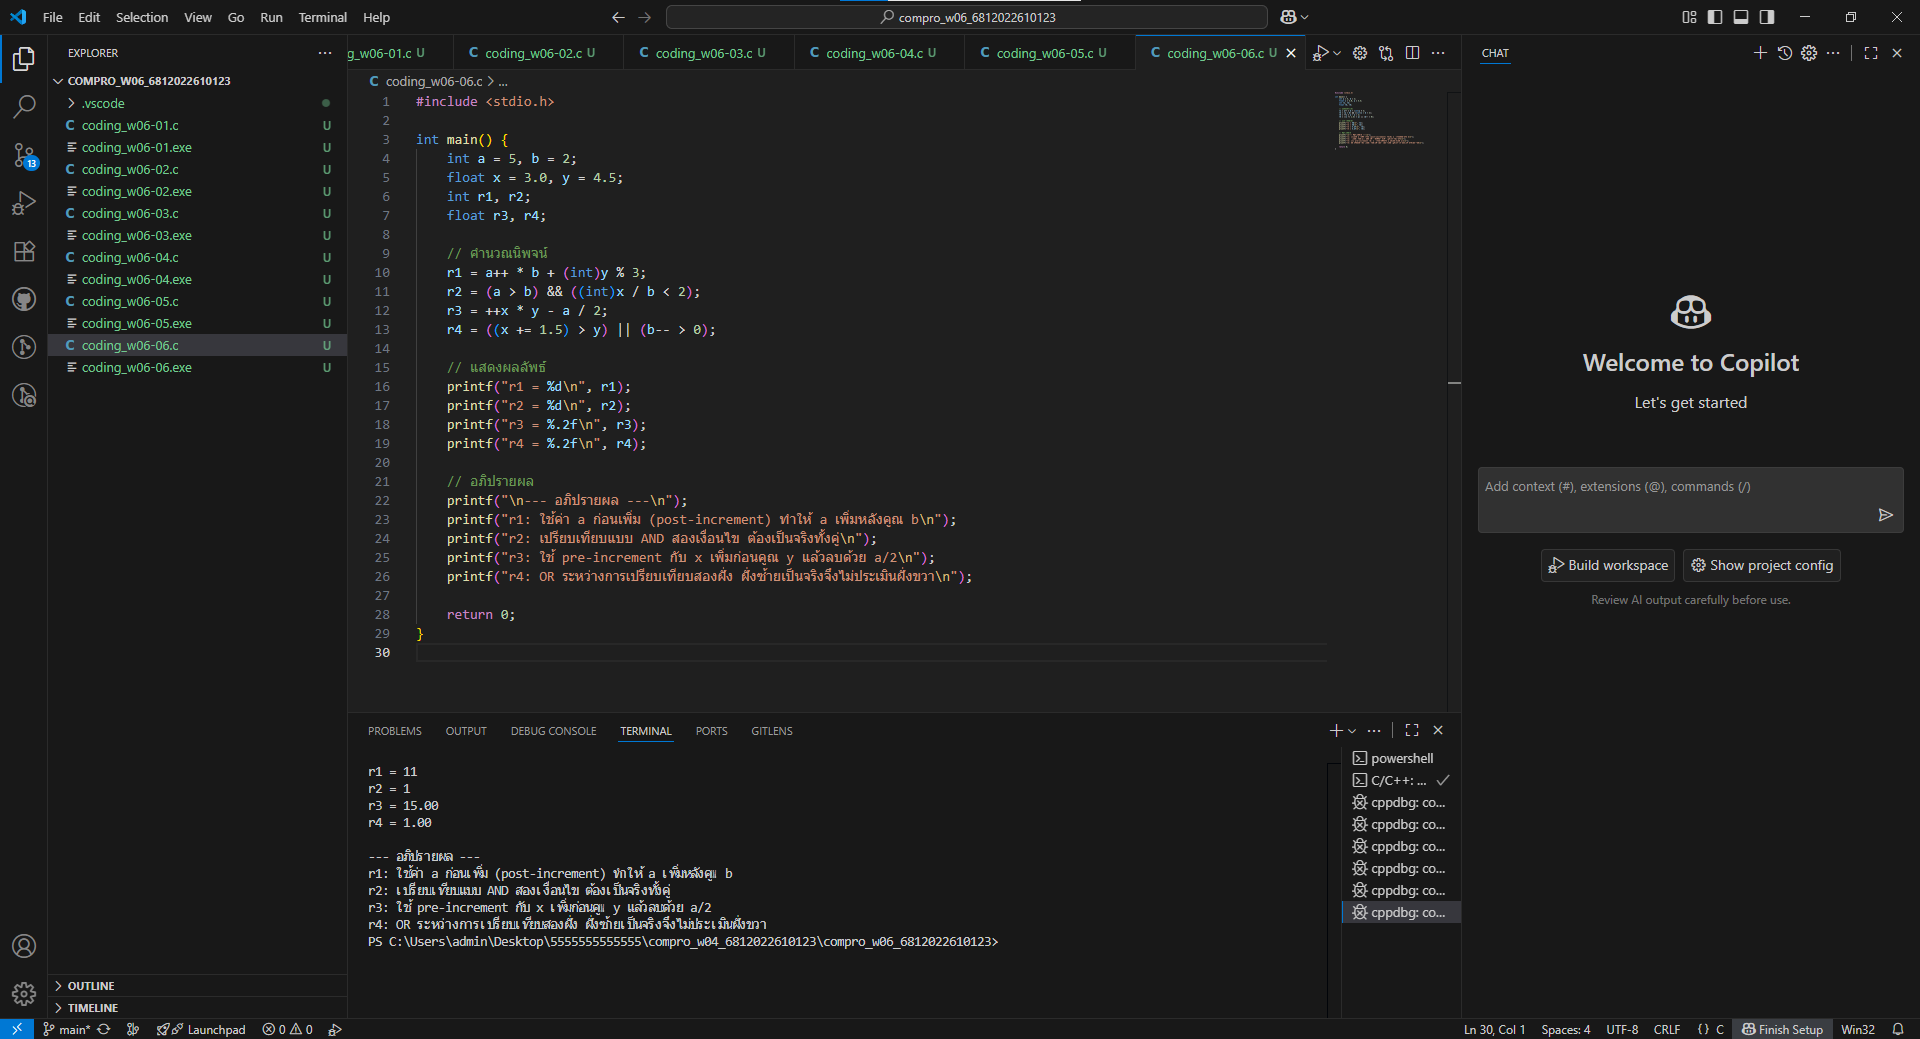 File Edit Selection View Go Run Terminal Help
compro_w06_6812022610123
EXPLORER
COMPRO_W06_6812022610123
.vscode
coding_w06-01.c U
coding_w06-01.exe U
coding_w06-02.c U
coding_w06-02.exe U
coding_w06-03.c U
coding_w06-03.exe U
coding_w06-04.c U
coding_w06-04.exe U
coding_w06-05.c U
coding_w06-05.exe U
coding_w06-06.c U
coding_w06-06.exe U
13
OUTLINE
TIMELINE
g_w06-01.c U
C coding_w06-02.c U
C coding_w06-03.c U
C coding_w06-04.c U
C coding_w06-05.c U
C coding_w06-06.c U
C coding_w06-06.c > ...
1 #include <stdio.h>
2
3 int main() {
4 int a = 5, b = 2;
5 float x = 3.0, y = 4.5;
6 int r1, r2;
7 float r3, r4;
8
9 // คำนวณนิพจน์
10 r1 = a++ * b + (int)y % 3;
11 r2 = (a > b) && ((int)x / b < 2);
12 r3 = ++x * y - a / 2;
13 r4 = ((x += 1.5) > y) || (b-- > 0);
14
15 // แสดงผลลัพธ์
16 printf("r1 = %d\n", r1);
17 printf("r2 = %d\n", r2);
18 printf("r3 = %.2f\n", r3);
19 printf("r4 = %.2f\n", r4);
20
21 // อภิปรายผล
22 printf("\n--- อภิปรายผล ---\n");
23 printf("r1: ใช้ค่า a ก่อนเพิ่ม (post-increment) ทำให้ a เพิ่มหลังคูณ b\n");
24 printf("r2: เปรียบเทียบแบบ AND สองเงื่อนไข ต้องเป็นจริงทั้งคู่\n");
25 printf("r3: ใช้ pre-increment กับ x เพิ่มก่อนคูณ y แล้วลบด้วย a/2\n");
26 printf("r4: OR ระหว่างการเปรียบเทียบสองฝั่ง ฝั่งซ้ายเป็นจริงจึงไม่ประเมินฝั่งขวา\n");
27
28 return 0;
29 }
30
PROBLEMS OUTPUT DEBUG CONSOLE TERMINAL PORTS GITLENS
r1 = 11
r2 = 1
r3 = 15.00
r4 = 1.00
--- อภิปรายผล ---
r1: ใช้ค่า a ก่อนเพิ่ม (post-increment) ทำให้ a เพิ่มหลังคูณ b
r2: เปรียบเทียบแบบ AND สองเงื่อนไข ต้องเป็นจริงทั้งคู่
r3: ใช้ pre-increment กับ x เพิ่มก่อนคูณ y แล้วลบด้วย a/2
r4: OR ระหว่างการเปรียบเทียบสองฝั่ง ฝั่งซ้ายเป็นจริงจึงไม่ประเมินฝั่งขวา
PS C:\Users\admin\Desktop\5555555555555\compro_w04_6812022610123\compro_w06_6812022610123>
powershell
C/C++: ...
cppdbg: co...
cppdbg: co...
cppdbg: co...
cppdbg: co...
cppdbg: co...
cppdbg: co...
CHAT
Welcome to Copilot
Let's get started
Add context (#), extensions (@), commands (/)
Build workspace
Show project config
Review AI output carefully before use.
main* Launchpad 0 0 Ln 30, Col 1 Spaces: 4 UTF-8 CRLF {} C Finish Setup Win32